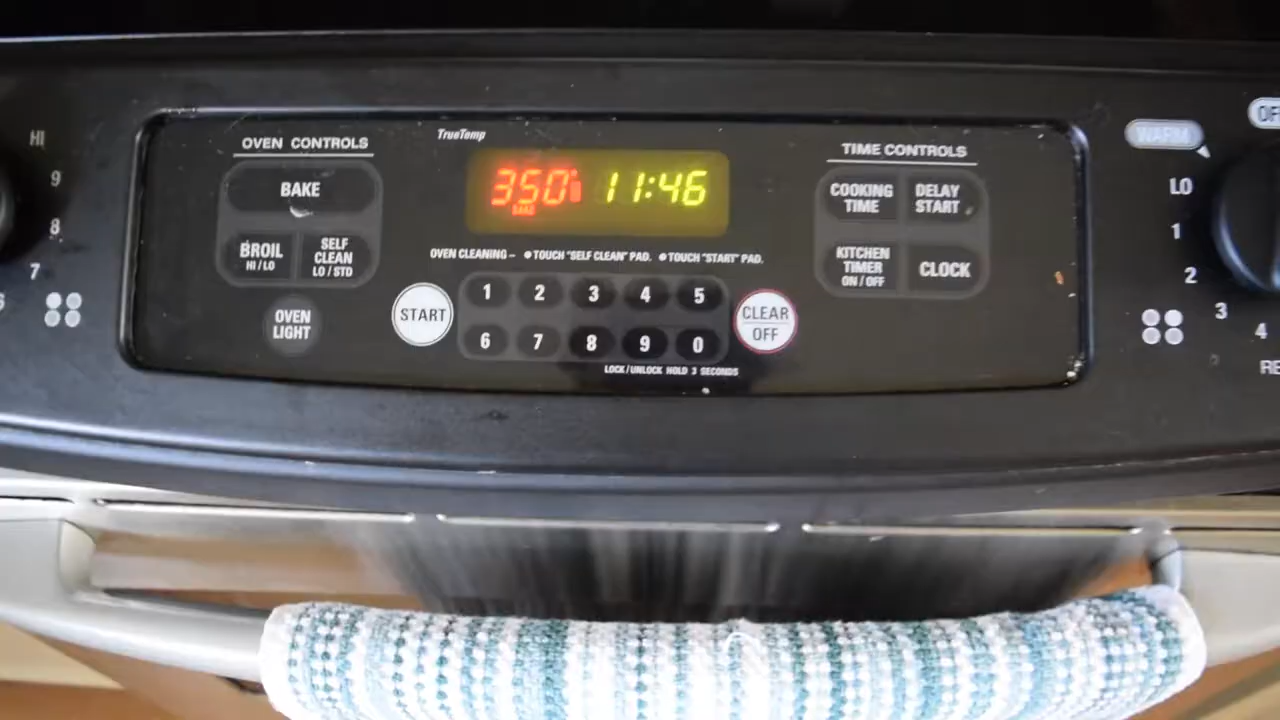 OVEN CONTROLS
BAKE
BROIL
HI / LO
SELF
CLEAN
LO / STD
OVEN
LIGHT
TrueTemp
350 11:46
BAKE
OVEN CLEANING – ● TOUCH "SELF CLEAN" PAD. ● TOUCH "START" PAD.
START
1 2 3 4 5
6 7 8 9 0
CLEAR
OFF
LOCK / UNLOCK HOLD 3 SECONDS
TIME CONTROLS
COOKING
TIME
DELAY
START
KITCHEN
TIMER
ON / OFF
CLOCK
HI
9
8
7
6
WARM
LO
1
2
3
4